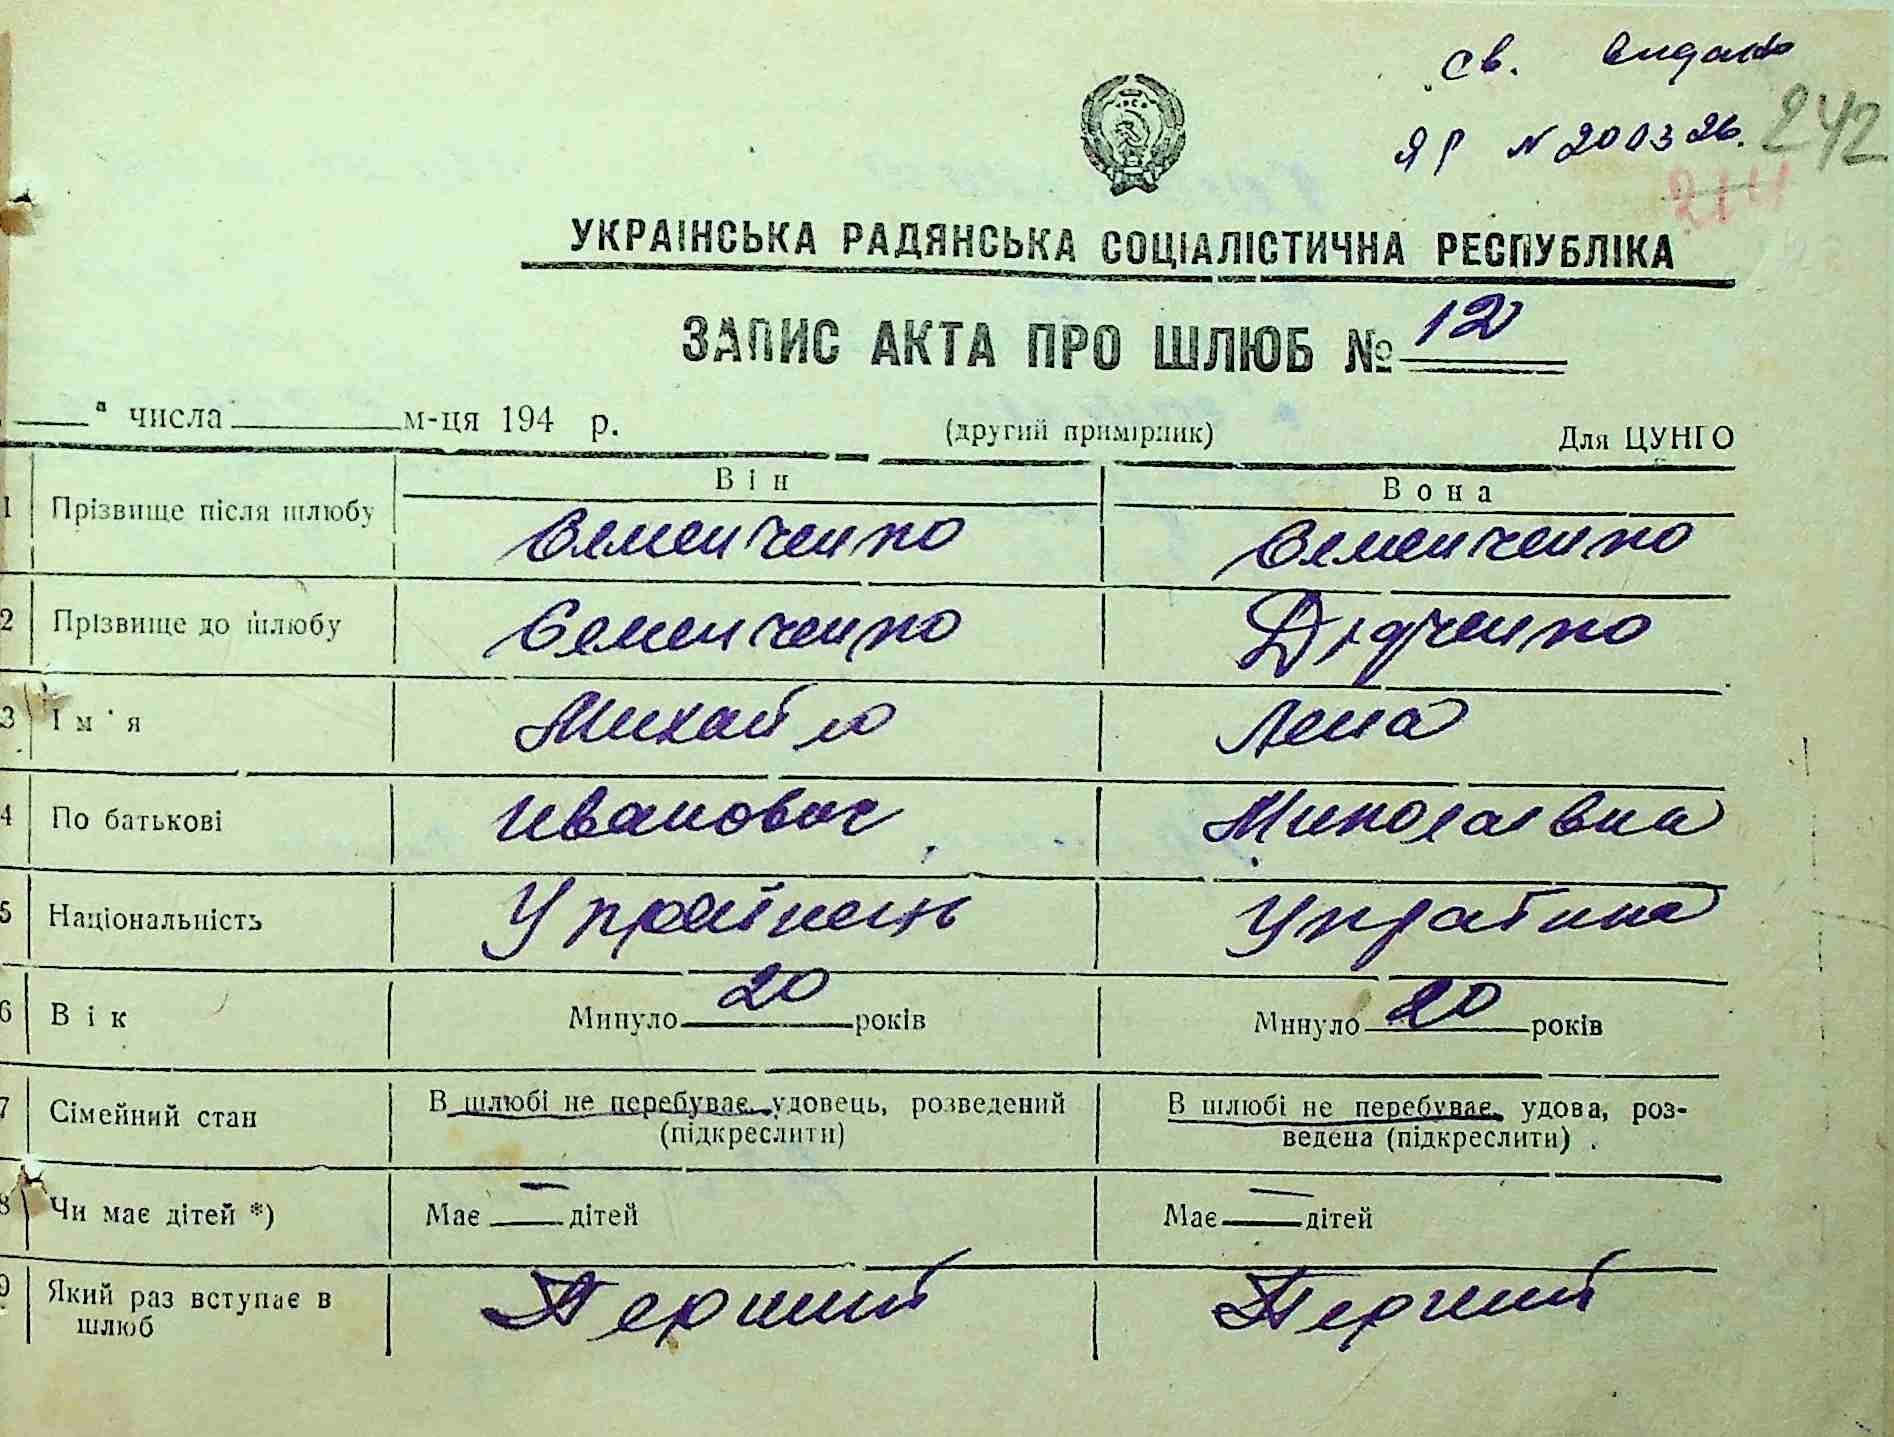 св. видано
ЯР № 200326.
242
УКРАЇНСЬКА РАДЯНСЬКА СОЦІАЛІСТИЧНА РЕСПУБЛІКА
ЗАПИС АКТА ПРО ШЛЮБ № 12
" числа м-ця 194 р. (другий примірник) Для ЦУНГО
Він Вона
1 Прізвище після шлюбу Семенченко Семенченко
2 Прізвище до шлюбу Семенченко Дідченко
3 Ім'я Михайло Лена
4 По батькові Иванович Миколаєвна
5 Національність Українець Українка
6 Вік Минуло 20 років Минуло 20 років
7 Сімейний стан В шлюбі не перебуває, удовець, розведений В шлюбі не перебуває, удова, роз-
(підкреслити) ведена (підкреслити).
8 Чи має дітей *) Має — дітей Має — дітей
9 Який раз вступає в Перший Перший
шлюб